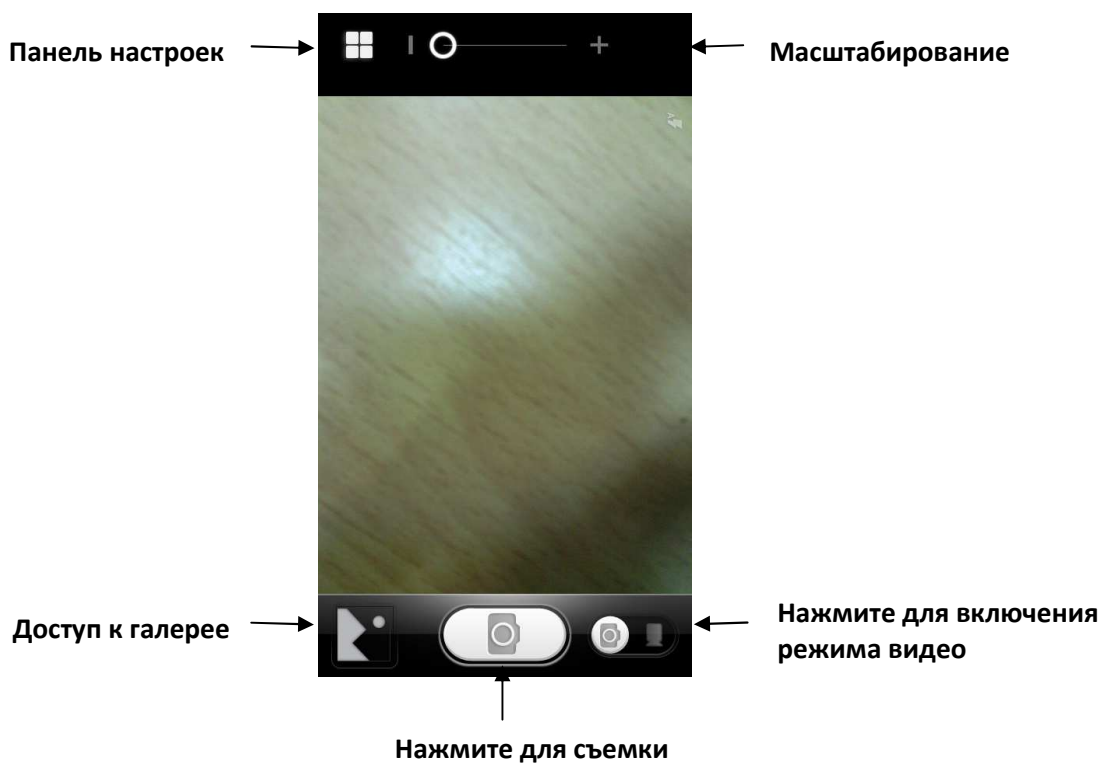 Панель настроек
Масштабирование
Доступ к галерее
Нажмите для включения
режима видео
Нажмите для съемки